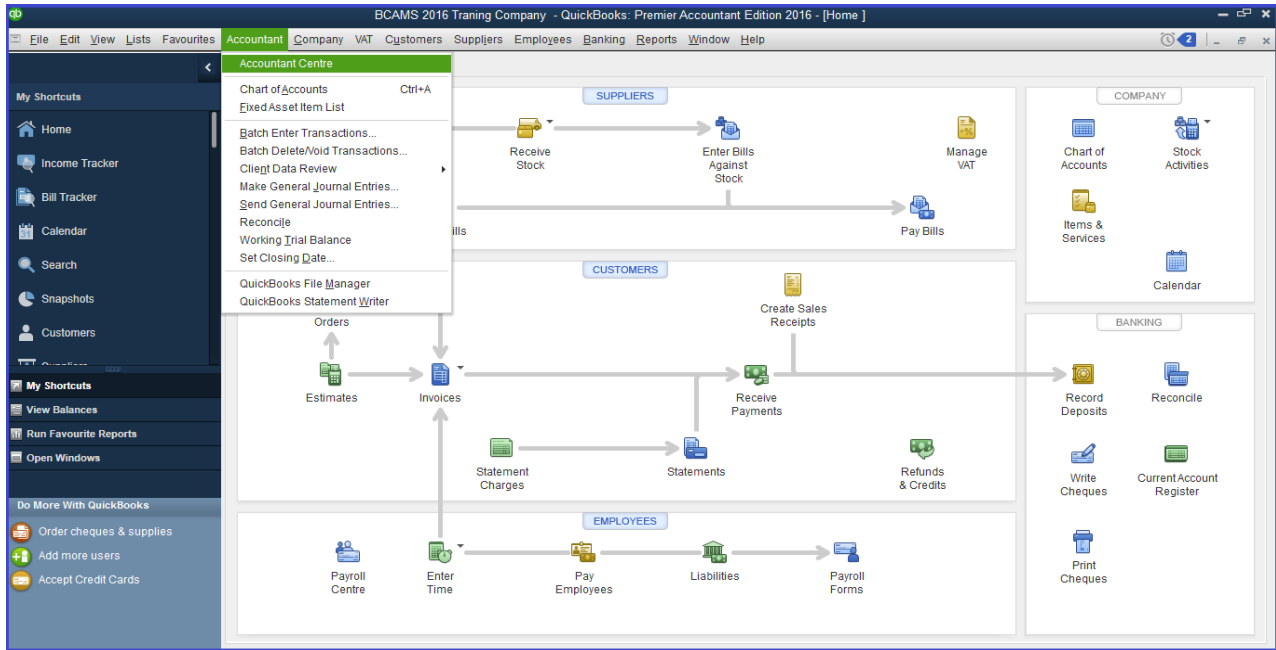 qb
BCAMS 2016 Traning Company - QuickBooks: Premier Accountant Edition 2016 - [Home ]
File Edit View Lists Favourites Accountant Company VAT Customers Suppliers Employees Banking Reports Window Help
2
My Shortcuts
Home
Income Tracker
Bill Tracker
Calendar
Search
Snapshots
Customers
My Shortcuts
View Balances
Run Favourite Reports
Open Windows
Do More With QuickBooks
Order cheques & supplies
Add more users
Accept Credit Cards
Accountant Centre
Chart of Accounts Ctrl+A
Fixed Asset Item List
Batch Enter Transactions...
Batch Delete/Void Transactions...
Client Data Review
Make General Journal Entries...
Send General Journal Entries...
Reconcile
Working Trial Balance
Set Closing Date...
QuickBooks File Manager
QuickBooks Statement Writer
SUPPLIERS
Receive
Stock
Enter Bills
Against
Stock
Manage
VAT
ills
Pay Bills
CUSTOMERS
Create Sales
Receipts
Orders
Estimates
Invoices
Receive
Payments
Statement
Charges
Statements
Refunds
& Credits
EMPLOYEES
Payroll
Centre
Enter
Time
Pay
Employees
Liabilities
Payroll
Forms
COMPANY
Chart of
Accounts
Stock
Activities
Items &
Services
31
Calendar
BANKING
Record
Deposits
Reconcile
Write
Cheques
Current Account
Register
Print
Cheques